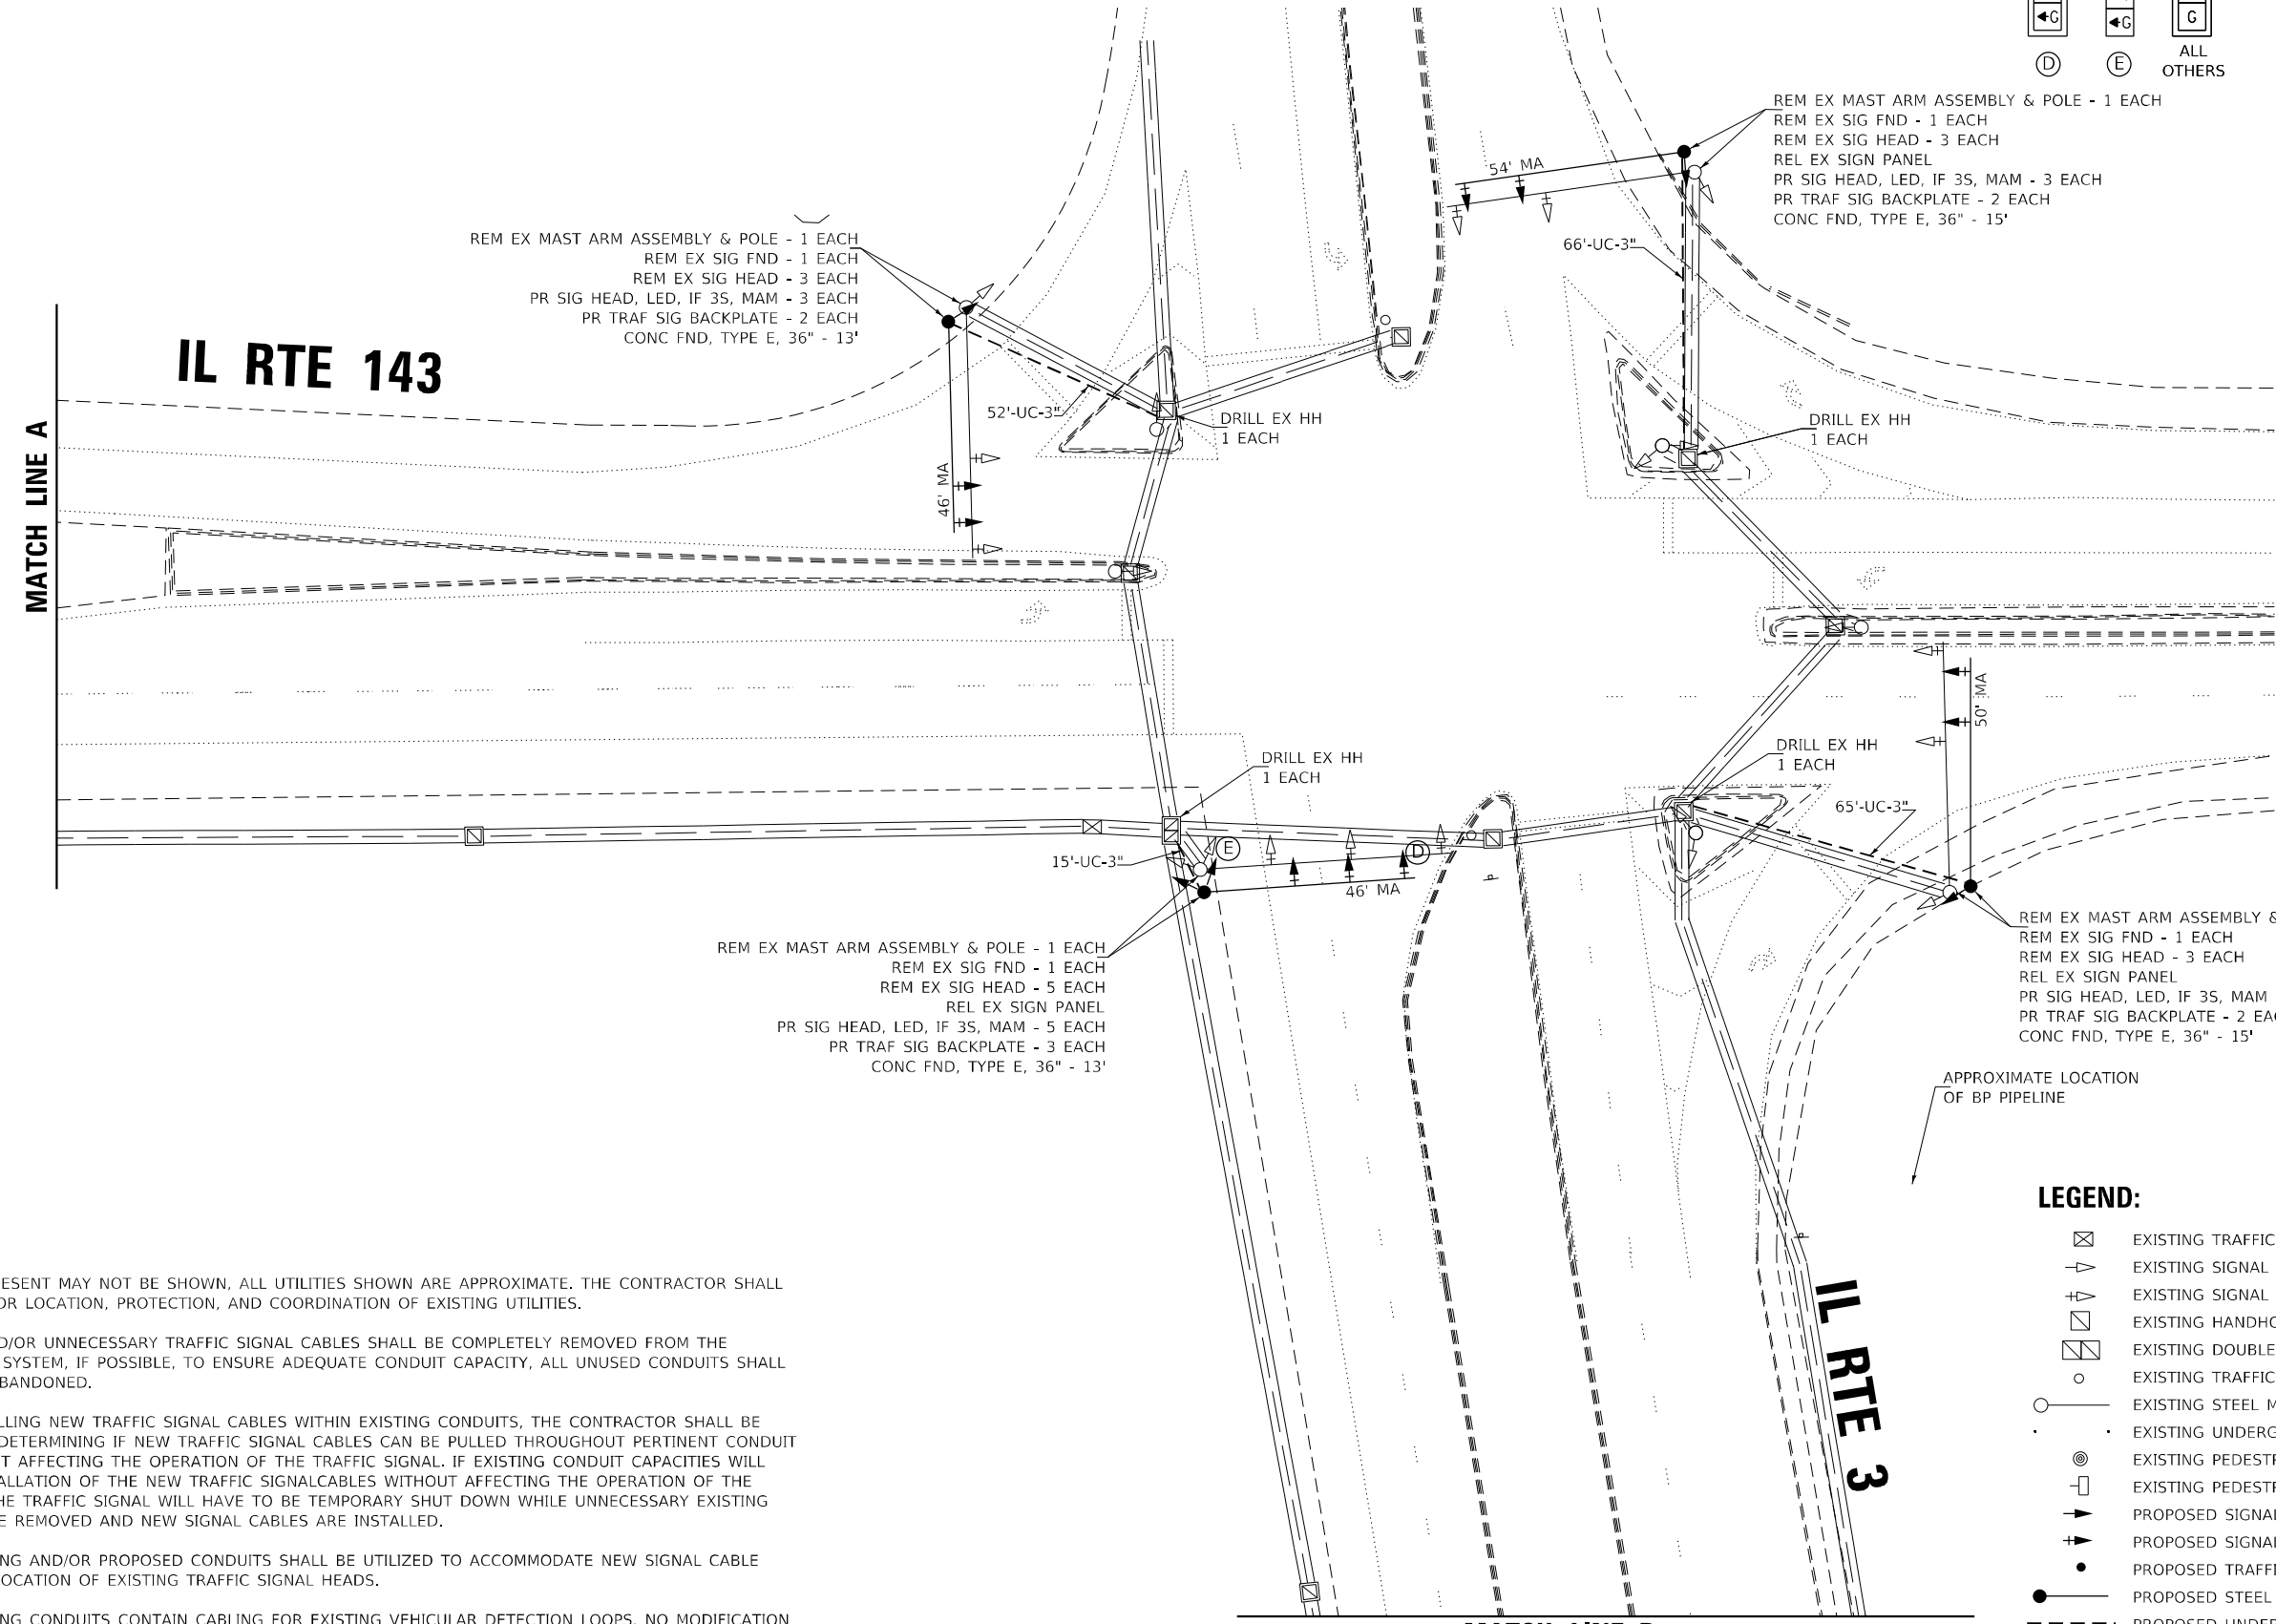 G
G
G
D
E
ALL
OTHERS
REM EX MAST ARM ASSEMBLY & POLE - 1 EACH
REM EX SIG FND - 1 EACH
REM EX SIG HEAD - 3 EACH
REL EX SIGN PANEL
PR SIG HEAD, LED, IF 3S, MAM - 3 EACH
PR TRAF SIG BACKPLATE - 2 EACH
CONC FND, TYPE E, 36" - 15'
54' MA
66'-UC-3"
REM EX MAST ARM ASSEMBLY & POLE - 1 EACH
REM EX SIG FND - 1 EACH
REM EX SIG HEAD - 3 EACH
PR SIG HEAD, LED, IF 3S, MAM - 3 EACH
PR TRAF SIG BACKPLATE - 2 EACH
CONC FND, TYPE E, 36" - 13'
IL RTE 143
MATCH LINE A
52'-UC-3"
DRILL EX HH
1 EACH
DRILL EX HH
1 EACH
46' MA
50' MA
DRILL EX HH
1 EACH
DRILL EX HH
1 EACH
65'-UC-3"
15'-UC-3"
E
D
46' MA
REM EX MAST ARM ASSEMBLY & POLE - 1 EACH
REM EX SIG FND - 1 EACH
REM EX SIG HEAD - 5 EACH
REL EX SIGN PANEL
PR SIG HEAD, LED, IF 3S, MAM - 5 EACH
PR TRAF SIG BACKPLATE - 3 EACH
CONC FND, TYPE E, 36" - 13'
REM EX MAST ARM ASSEMBLY &
REM EX SIG FND - 1 EACH
REM EX SIG HEAD - 3 EACH
REL EX SIGN PANEL
PR SIG HEAD, LED, IF 3S, MAM
PR TRAF SIG BACKPLATE - 2
CONC FND, TYPE E, 36" - 15'
APPROXIMATE LOCATION
OF BP PIPELINE
IL RTE 3
LEGEND:
EXISTING TRAFFIC
EXISTING SIGNAL
EXISTING SIGNAL
EXISTING
EXISTING DOUBLE
EXISTING TRAFFIC
EXISTING STEEL
EXISTING
EXISTING
EXISTING
PROPOSED
PROPOSED
PROPOSED
PROPOSED STEEL
PROPOSED
MAY NOT BE SHOWN, ALL UTILITIES SHOWN ARE APPROXIMATE. THE CONTRACTOR SHALL
LOCATION, PROTECTION, AND COORDINATION OF EXISTING UTILITIES.
UNNECESSARY TRAFFIC SIGNAL CABLES SHALL BE COMPLETELY REMOVED FROM THE
SYSTEM, IF POSSIBLE, TO ENSURE ADEQUATE CONDUIT CAPACITY, ALL UNUSED CONDUITS SHALL
BANDONED.
LLING NEW TRAFFIC SIGNAL CABLES WITHIN EXISTING CONDUITS, THE CONTRACTOR SHALL BE
DETERMINING IF NEW TRAFFIC SIGNAL CABLES CAN BE PULLED THROUGHOUT PERTINENT CONDUIT
T AFFECTING THE OPERATION OF THE TRAFFIC SIGNAL. IF EXISTING CONDUIT CAPACITIES WILL
ALLATION OF THE NEW TRAFFIC SIGNALCABLES WITHOUT AFFECTING THE OPERATION OF THE
HE TRAFFIC SIGNAL WILL HAVE TO BE TEMPORARY SHUT DOWN WHILE UNNECESSARY EXISTING
E REMOVED AND NEW SIGNAL CABLES ARE INSTALLED.
NG AND/OR PROPOSED CONDUITS SHALL BE UTILIZED TO ACCOMMODATE NEW SIGNAL CABLE
OCATION OF EXISTING TRAFFIC SIGNAL HEADS.
NG CONDUITS CONTAIN CABLING FOR EXISTING VEHICULAR DETECTION LOOPS. NO MODIFICATION